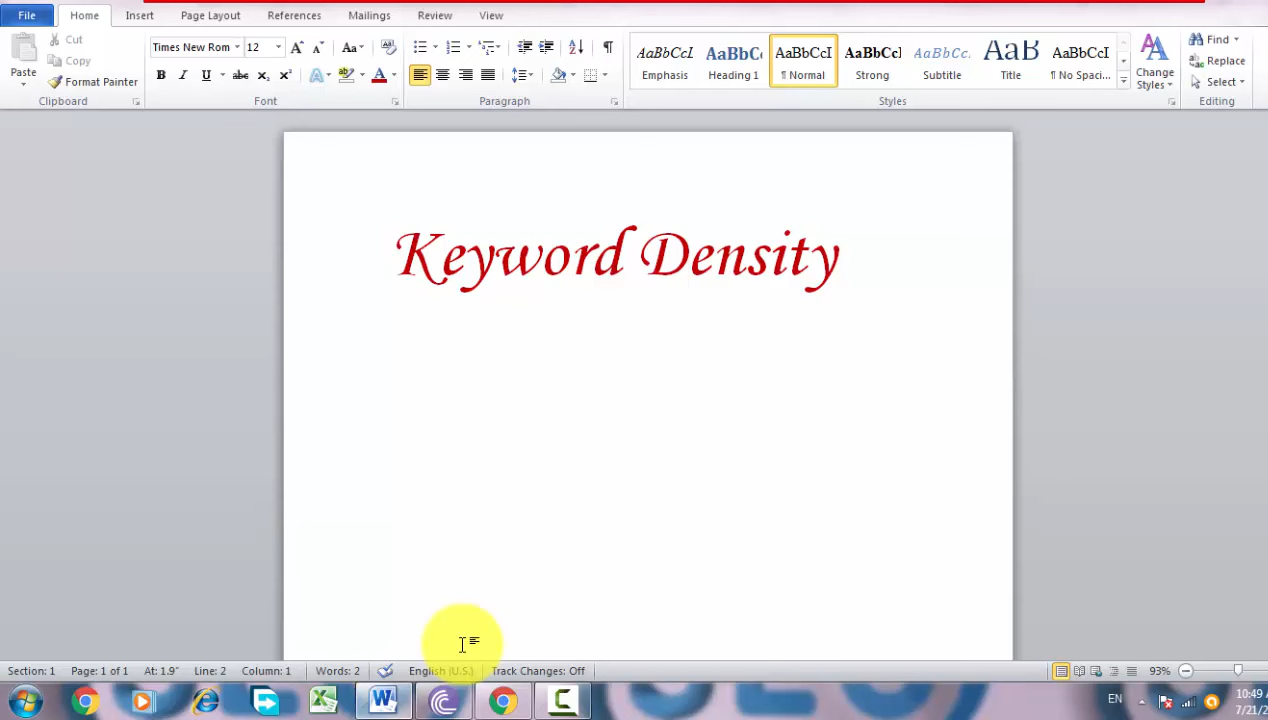 File Home Insert Page Layout References Mailings Review View
Paste
Cut
Copy
Format Painter
Clipboard
Times New Rom 12
Font
Paragraph
AaBbCcI AaBbC AaBbCcI AaBbCcI AaBbCc. AaB AaBbCcI
Emphasis Heading 1 ¶ Normal Strong Subtitle Title ¶ No Spaci...
Change Styles
Styles
Find
Replace
Select
Editing
Keyword Density
Section: 1 Page: 1 of 1 At: 1.9" Line: 2 Column: 1 Words: 2 English (U.S.) Track Changes: Off 93%
EN 10:49
7/21/2